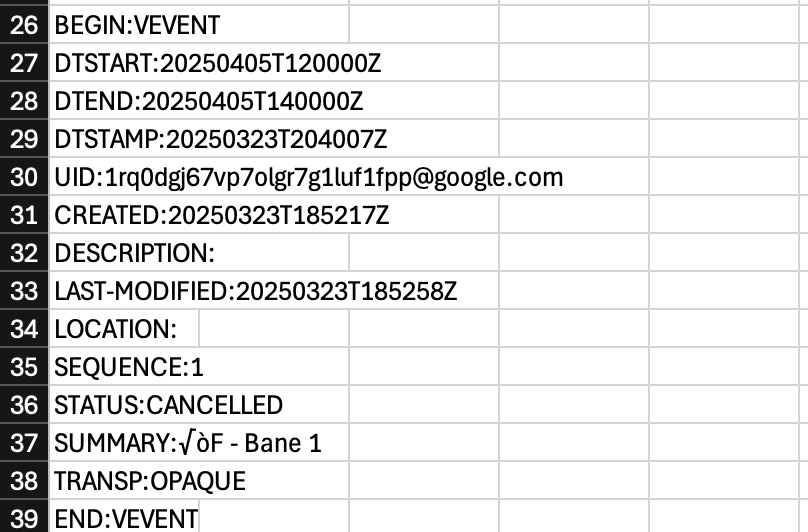 26 BEGIN:VEVENT
27 DTSTART:20250405T120000Z
28 DTEND:20250405T140000Z
29 DTSTAMP:20250323T204007Z
30 UID:1rq0dgj67vp7olgr7g1luf1fpp@google.com
31 CREATED:20250323T185217Z
32 DESCRIPTION:
33 LAST-MODIFIED:20250323T185258Z
34 LOCATION:
35 SEQUENCE:1
36 STATUS:CANCELLED
37 SUMMARY:√òF - Bane 1
38 TRANSP:OPAQUE
39 END:VEVENT